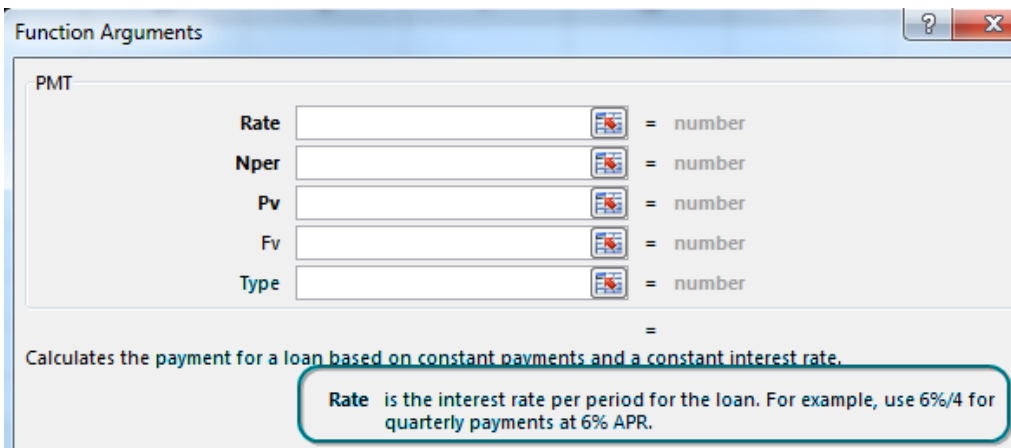 Function Arguments
?
X
PMT
Rate = number
Nper = number
Pv = number
Fv = number
Type = number
=
Calculates the payment for a loan based on constant payments and a constant interest rate.
Rate is the interest rate per period for the loan. For example, use 6%/4 for
quarterly payments at 6% APR.